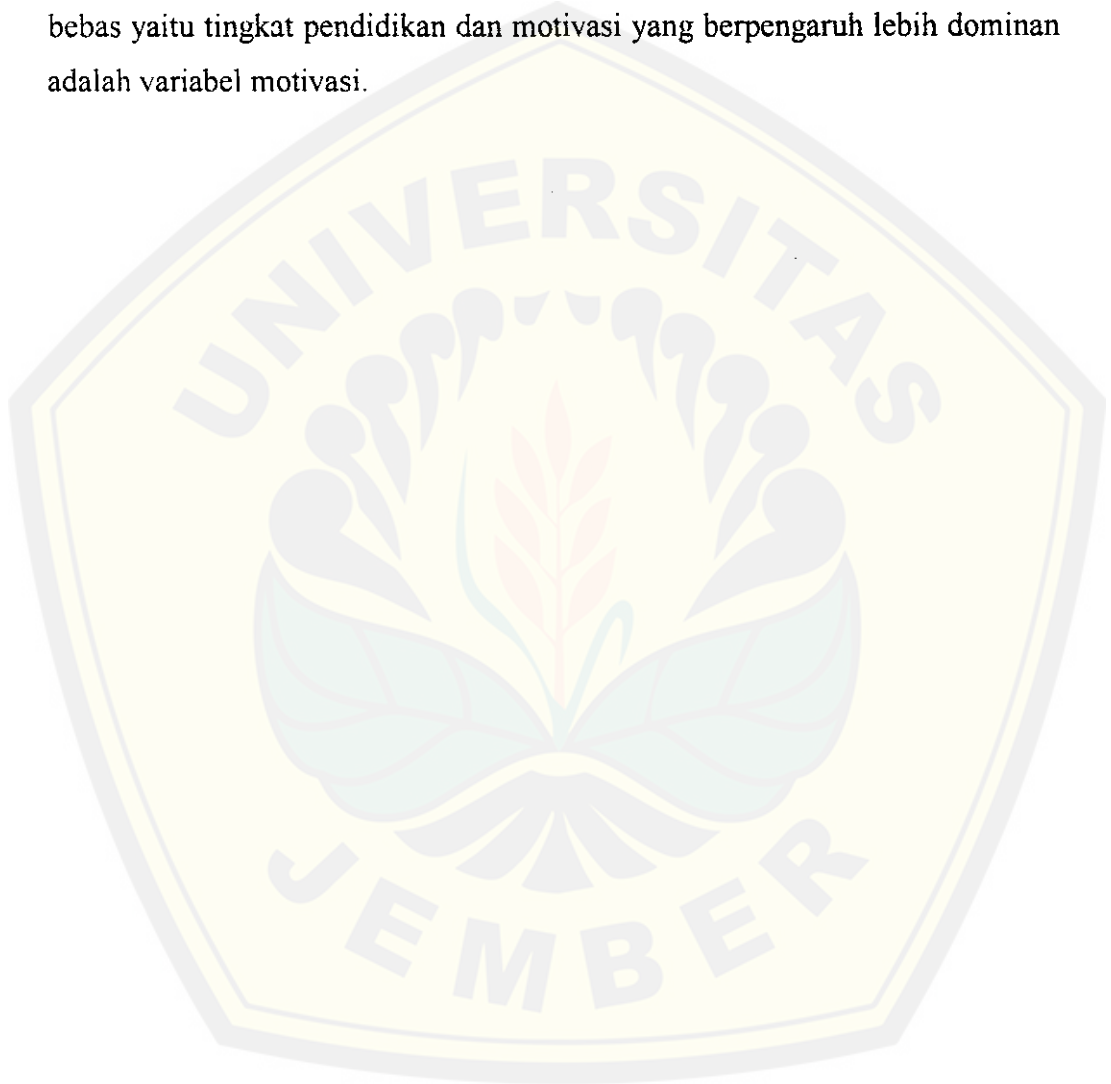 bebas yaitu tingkat pendidikan dan motivasi yang berpengaruh lebih dominan
adalah variabel motivasi.
UNIVERSITAS
JEMBER